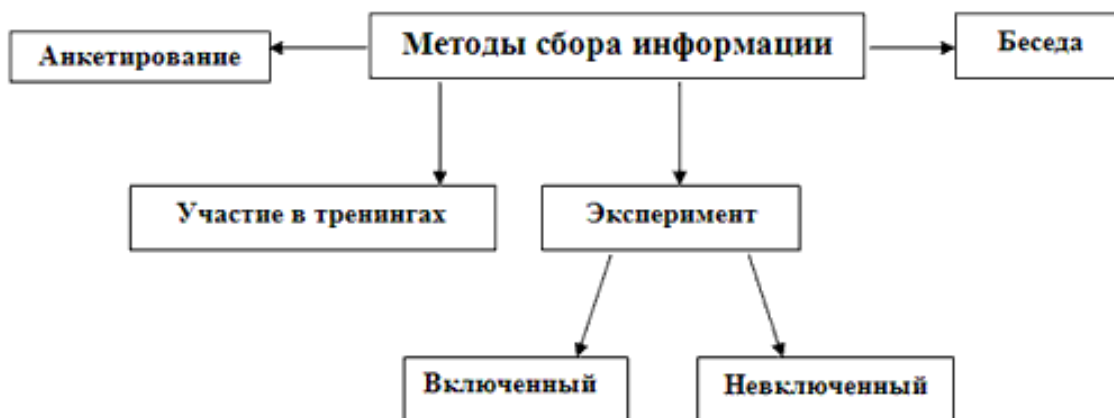 Методы сбора информации
Анкетирование
Беседа
Участие в тренингах
Эксперимент
Включенный
Невключенный